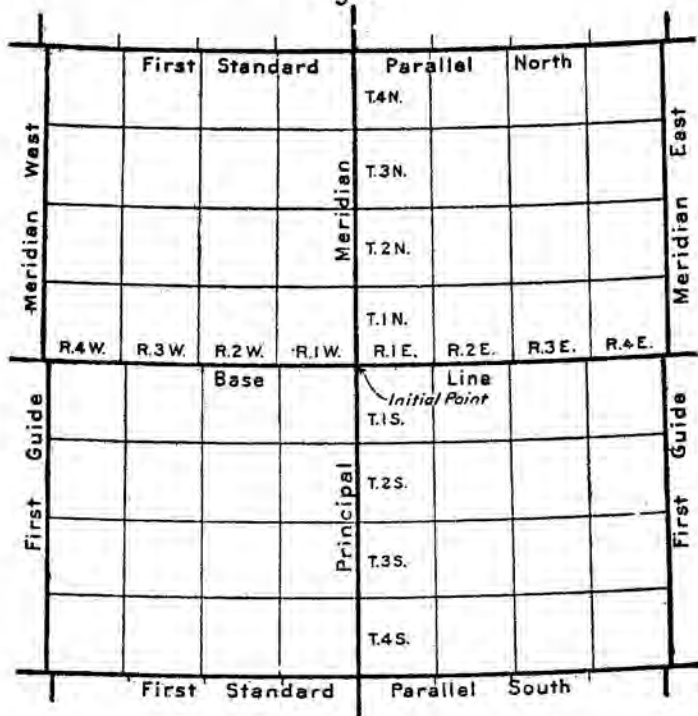 First Standard Parallel North
T.4N.
T.3N.
T.2N.
T.1N.
R.4W. R.3W. R.2W. R.1W. R.1E. R.2E. R.3E. R.4E.
Base Line
Initial Point
T.1S.
T.2S.
T.3S.
T.4S.
First Standard Parallel South
First Guide Meridian West
Principal Meridian
First Guide Meridian East